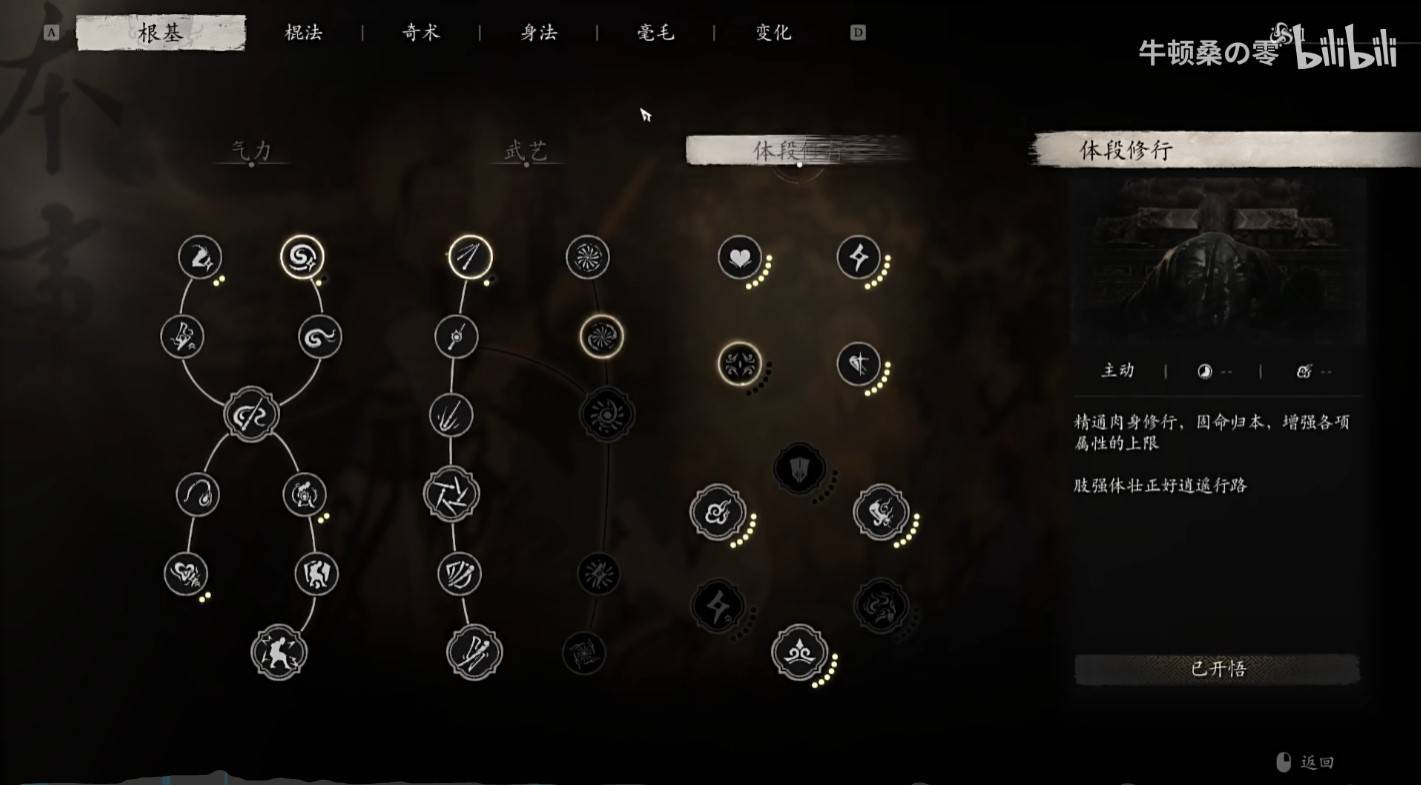 A 根基 | 棍法 | 奇术 | 身法 | 毫毛 | 变化 D
牛顿桑の零 bilibili
气力
武艺
体段修行
体段修行
主动 | -- | --
精通肉身修行，固命归本，增强各项
属性的上限
肢强体壮正好逍遥行路
已开悟
返回